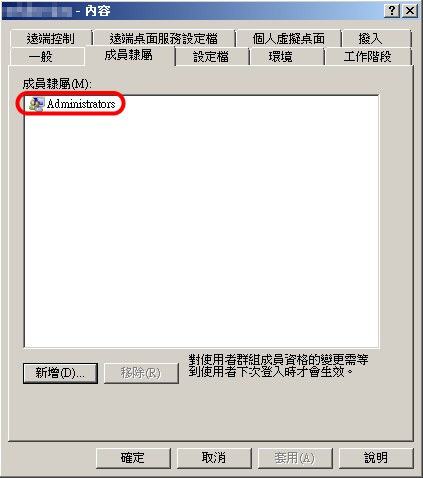 - 內容
遠端控制 遠端桌面服務設定檔 個人虛擬桌面 撥入
一般 成員隸屬 設定檔 環境 工作階段
成員隸屬(M):
Administrators
新增(D)... 移除(R) 對使用者群組成員資格的變更需等
到使用者下次登入時才會生效。
確定 取消 套用(A) 說明